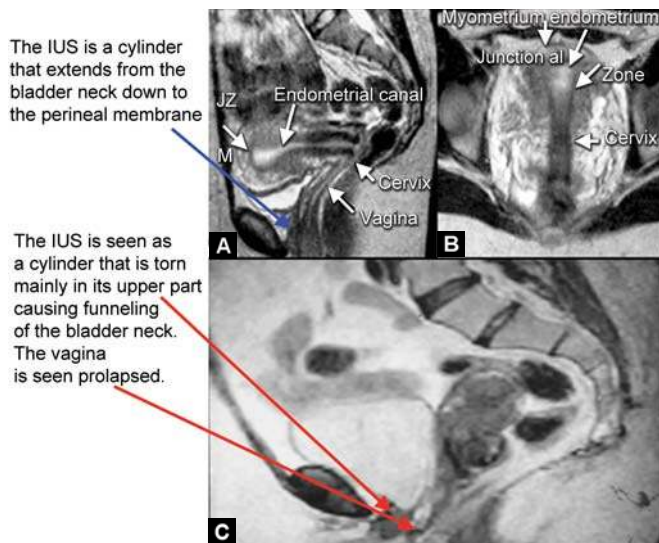 The IUS is a cylinder
that extends from the
bladder neck down to
the perineal membrane
The IUS is seen as
a cylinder that is torn
mainly in its upper part
causing funneling
of the bladder neck.
The vagina
is seen prolapsed.
JZ
Endometrial canal
M
Cervix
Vagina
A
Myometrium endometrium
Junction al
Zone
Cervix
B
C